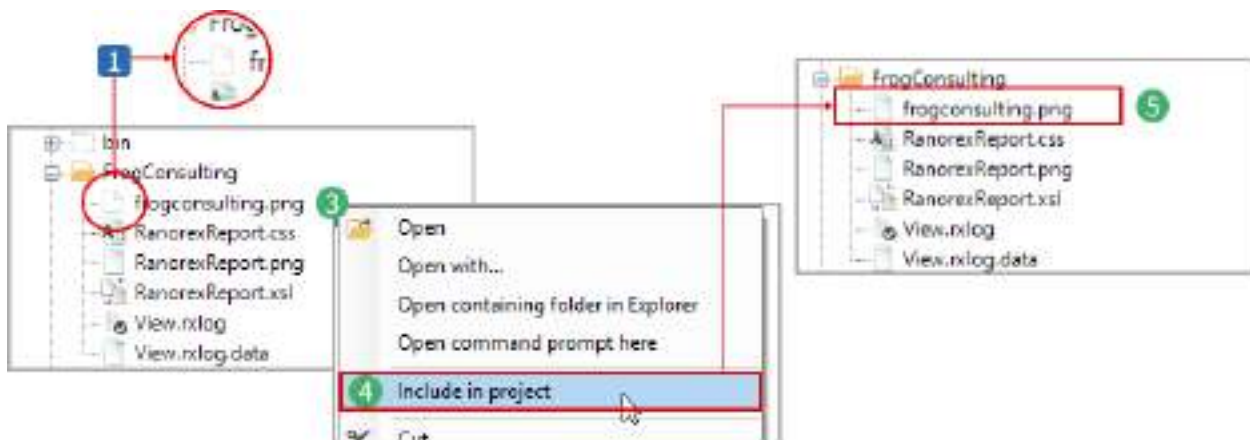 1
fr
bin
FrogConsulting
frogconsulting.png
RanorexReport.css
RanorexReport.png
RanorexReport.xsl
View.rxlog
View.rxlog.data
3
Open
Open with...
Open containing folder in Explorer
Open command prompt here
4 Include in project
Cut
frogConsulting
frogconsulting.png 5
RanorexReport.css
RanorexReport.png
RanorexReport.xsl
View.rxlog
View.rxlog.data